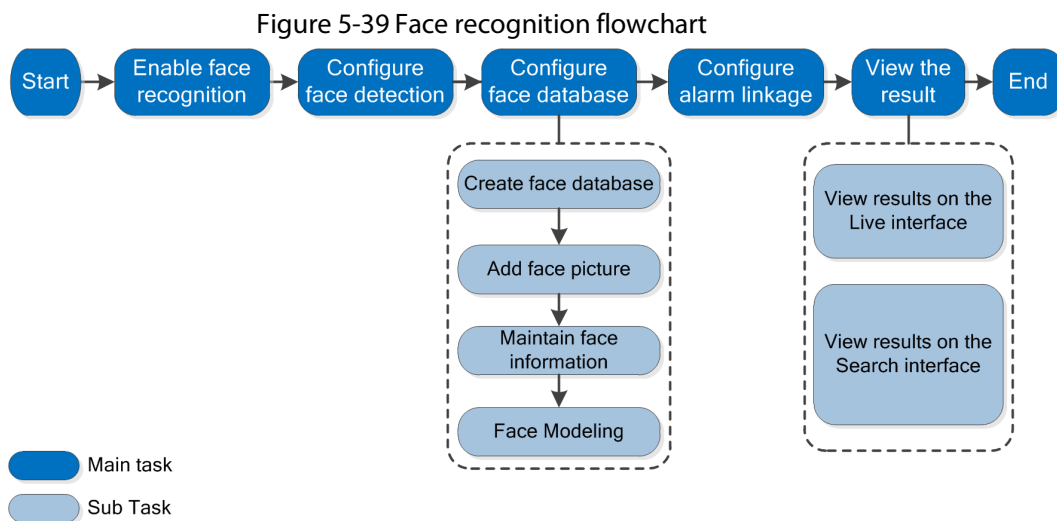 Figure 5-39 Face recognition flowchart
Start
Enable face
recognition
Configure
face detection
Configure
face database
Configure
alarm linkage
View the
result
End
Create face database
Add face picture
Maintain face
information
Face Modeling
View results on the
Live interface
View results on the
Search interface
Main task
Sub Task